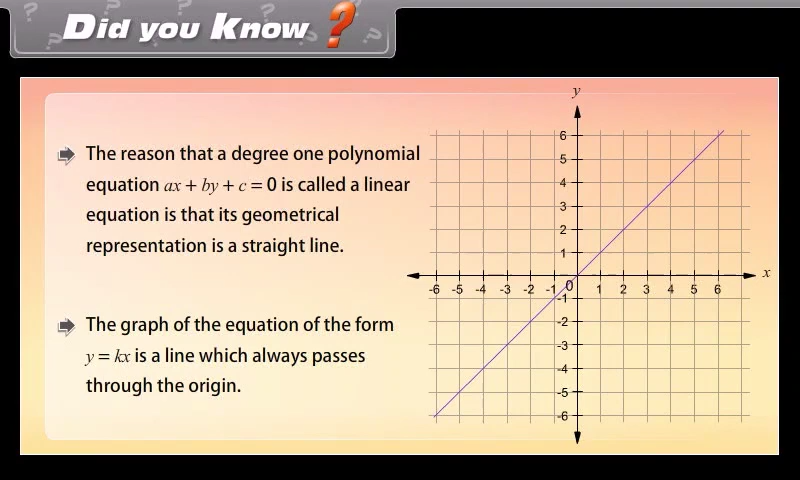 Did you Know ?
The reason that a degree one polynomial
equation ax + by + c = 0 is called a linear
equation is that its geometrical
representation is a straight line.
The graph of the equation of the form
y = kx is a line which always passes
through the origin.
y
6
5
4
3
2
1
-6 -5 -4 -3 -2 -1 0 1 2 3 4 5 6 x
-1
-2
-3
-4
-5
-6